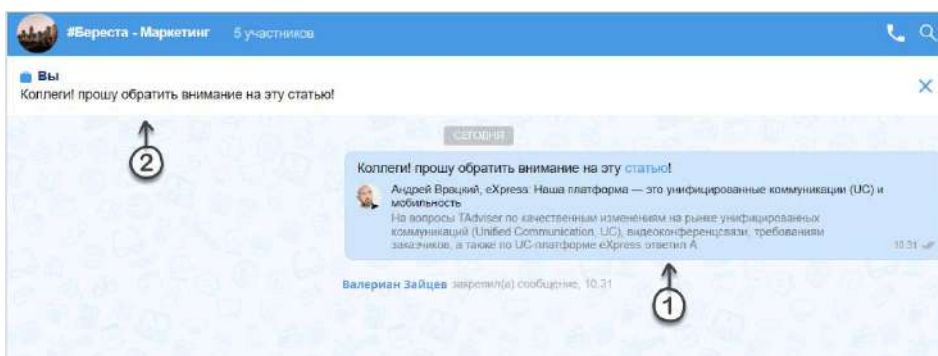 #Береста - Маркетинг 5 участников
Вы
Коллеги! прошу обратить внимание на эту статью!
СЕГОДНЯ
2
Коллеги! прошу обратить внимание на эту статью!
Андрей Врацкий, eXpress: Наша платформа — это унифицированные коммуникации (UC) и
мобильность
На вопросы TAdviser по качественным изменениям на рынке унифицированных
коммуникаций (Unified Communication, UC), видеоконференцсвязи, требованиям
заказчиков, а также по UC-платформе eXpress ответил А
10:31
Валериан Зайцев закрепил(а) сообщение, 10:31
1